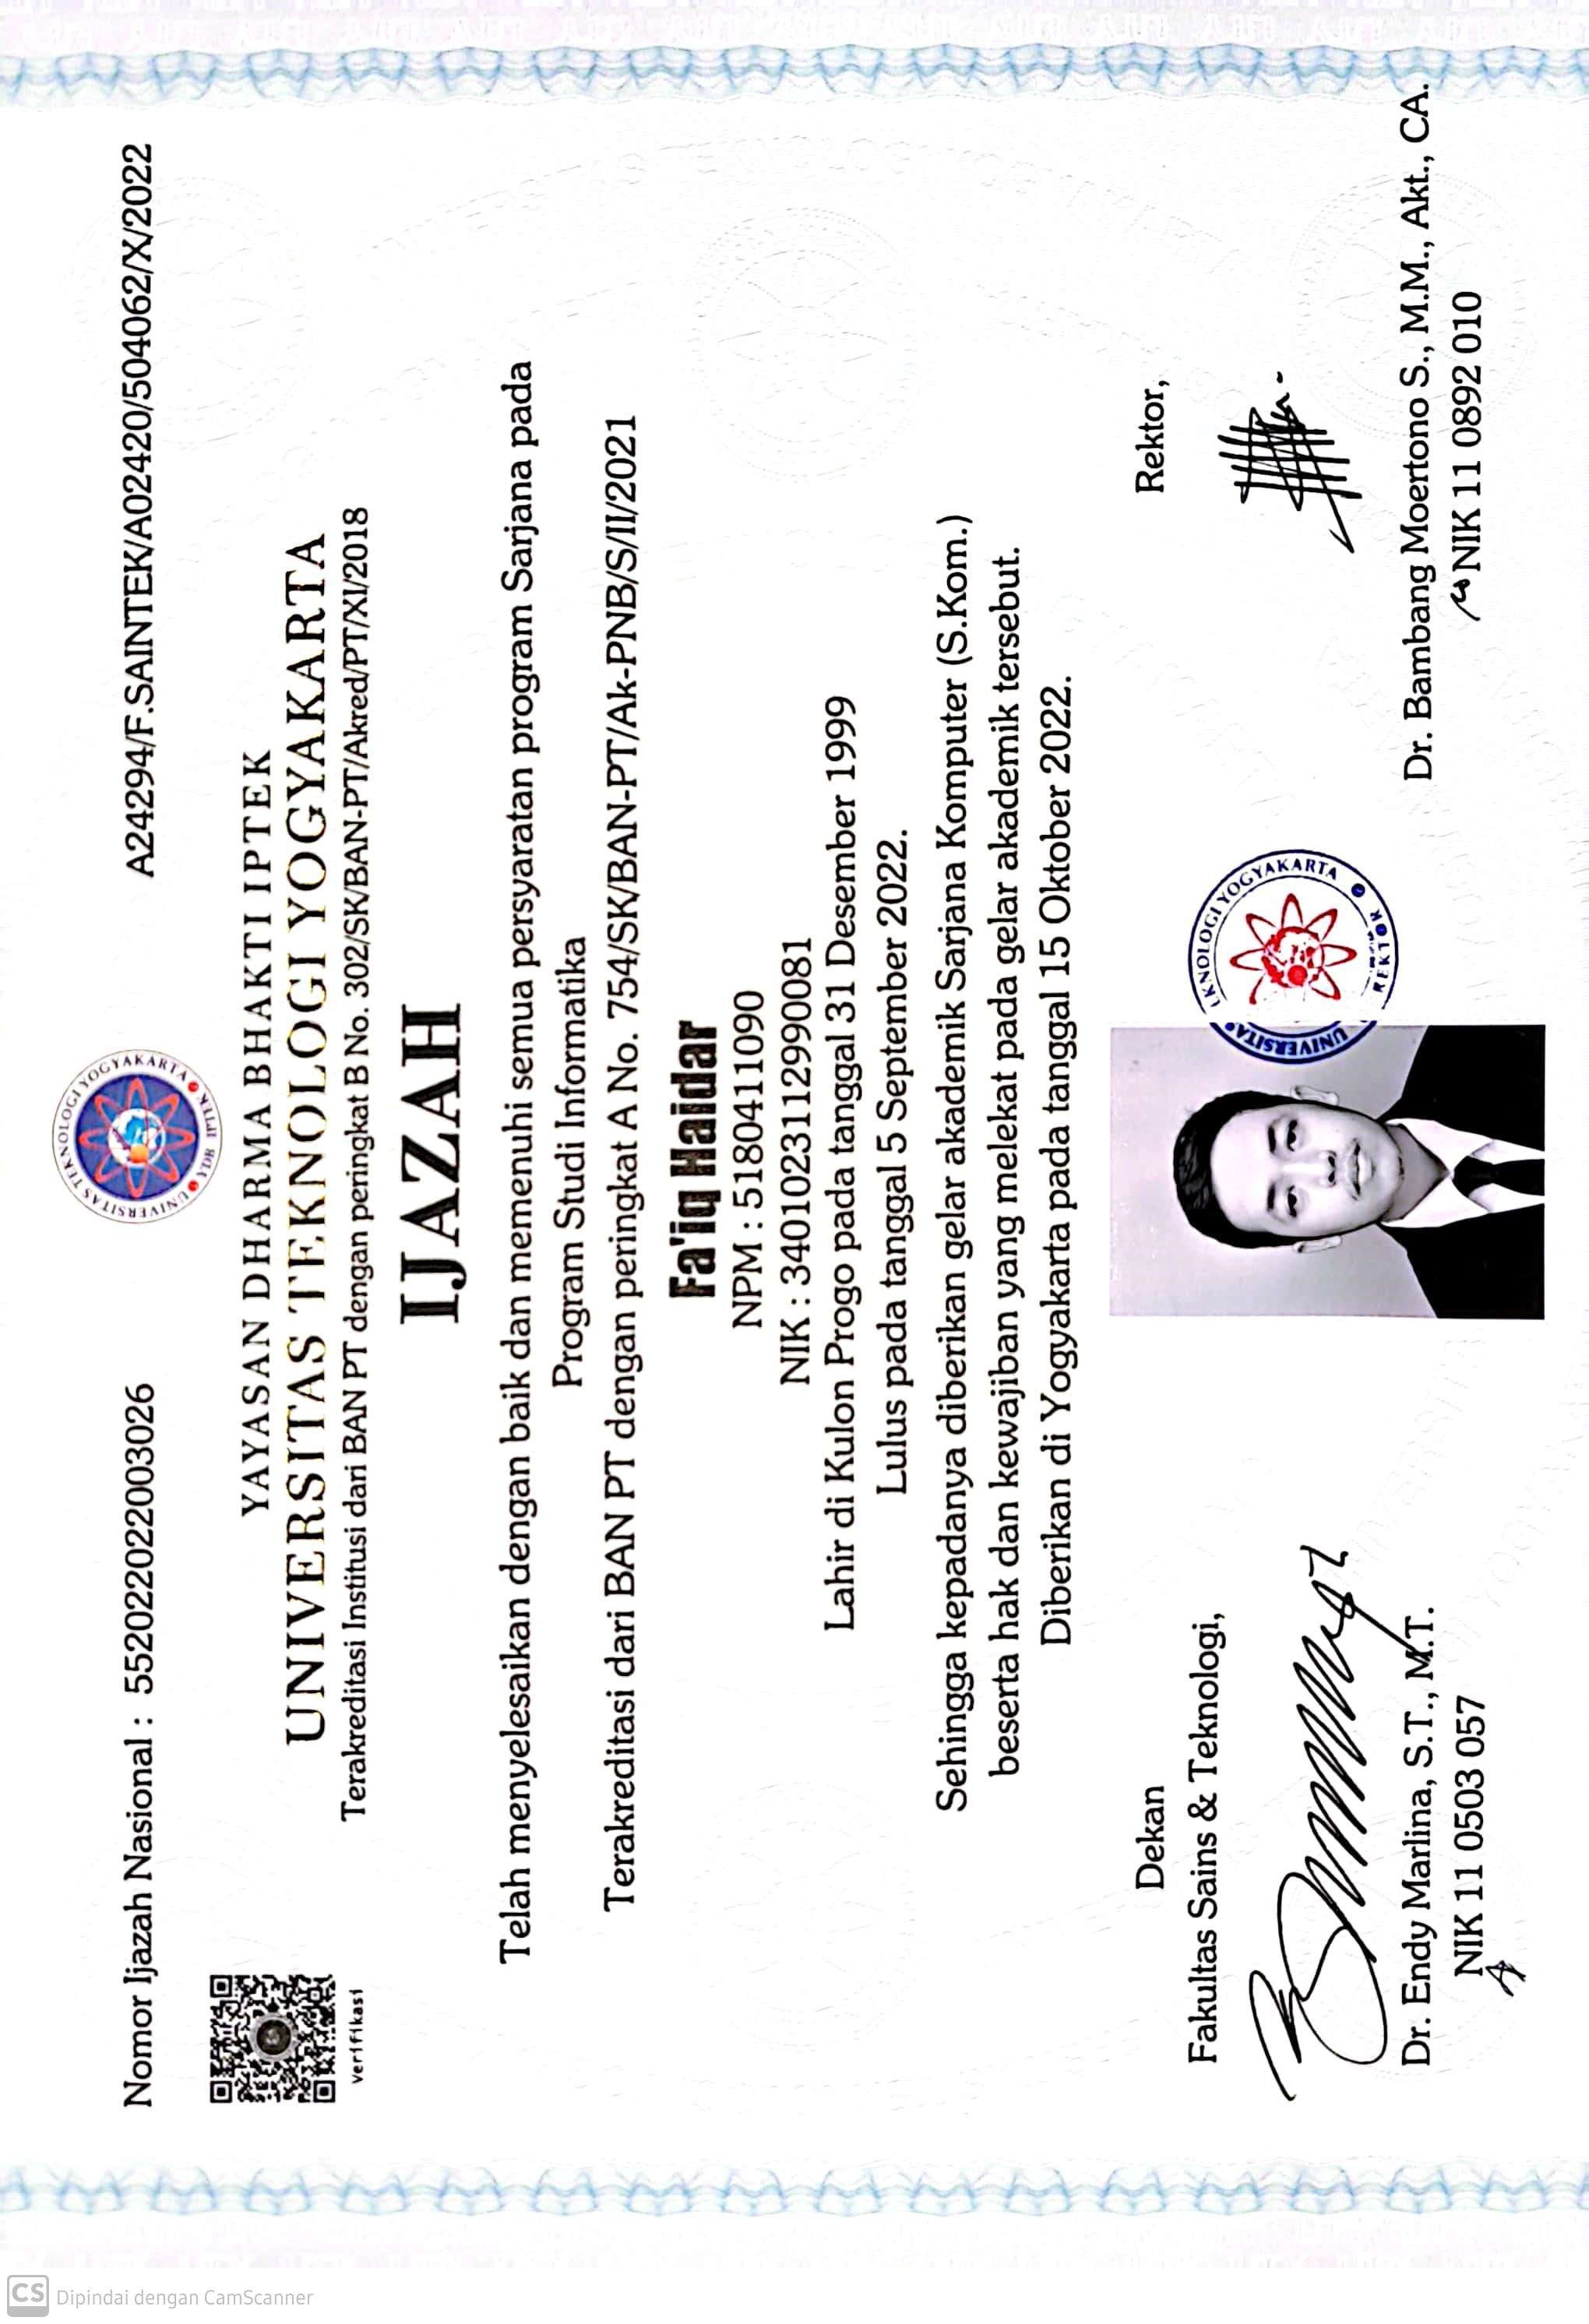 CS
Dipindai dengan CamScanner
UNIVERSITAS TEKNOLOGI YOGYAKARTA
YDB IPTEK
Nomor Ijazah Nasional : 552022022003026
A24294/F.SAINTEK/A02420/504062/X/2022
verifikasi
YAYASAN DHARMA BHAKTI IPTEK
UNIVERSITAS TEKNOLOGI YOGYAKARTA
Terakreditasi Institusi dari BAN PT dengan peringkat B No. 302/SK/BAN-PT/Akred/PT/XI/2018
IJAZAH
Telah menyelesaikan dengan baik dan memenuhi semua persyaratan program Sarjana pada
Program Studi Informatika
Terakreditasi dari BAN PT dengan peringkat A No. 754/SK/BAN-PT/Ak-PNB/S/II/2021
Fa'iq Haidar
NPM : 5180411090
NIK : 3401023112990081
Lahir di Kulon Progo pada tanggal 31 Desember 1999
Lulus pada tanggal 5 September 2022.
Sehingga kepadanya diberikan gelar akademik Sarjana Komputer (S.Kom.)
beserta hak dan kewajiban yang melekat pada gelar akademik tersebut.
Diberikan di Yogyakarta pada tanggal 15 Oktober 2022.
Dekan
Fakultas Sains & Teknologi,
Dr. Endy Marlina, S.T., M.T.
NIK 11 0503 057
UNIVERSITAS EKNOLOGI YOGYAKARTA
REKTOR
Rektor,
Dr. Bambang Moertono S., M.M., Akt., CA.
NIK 11 0892 010